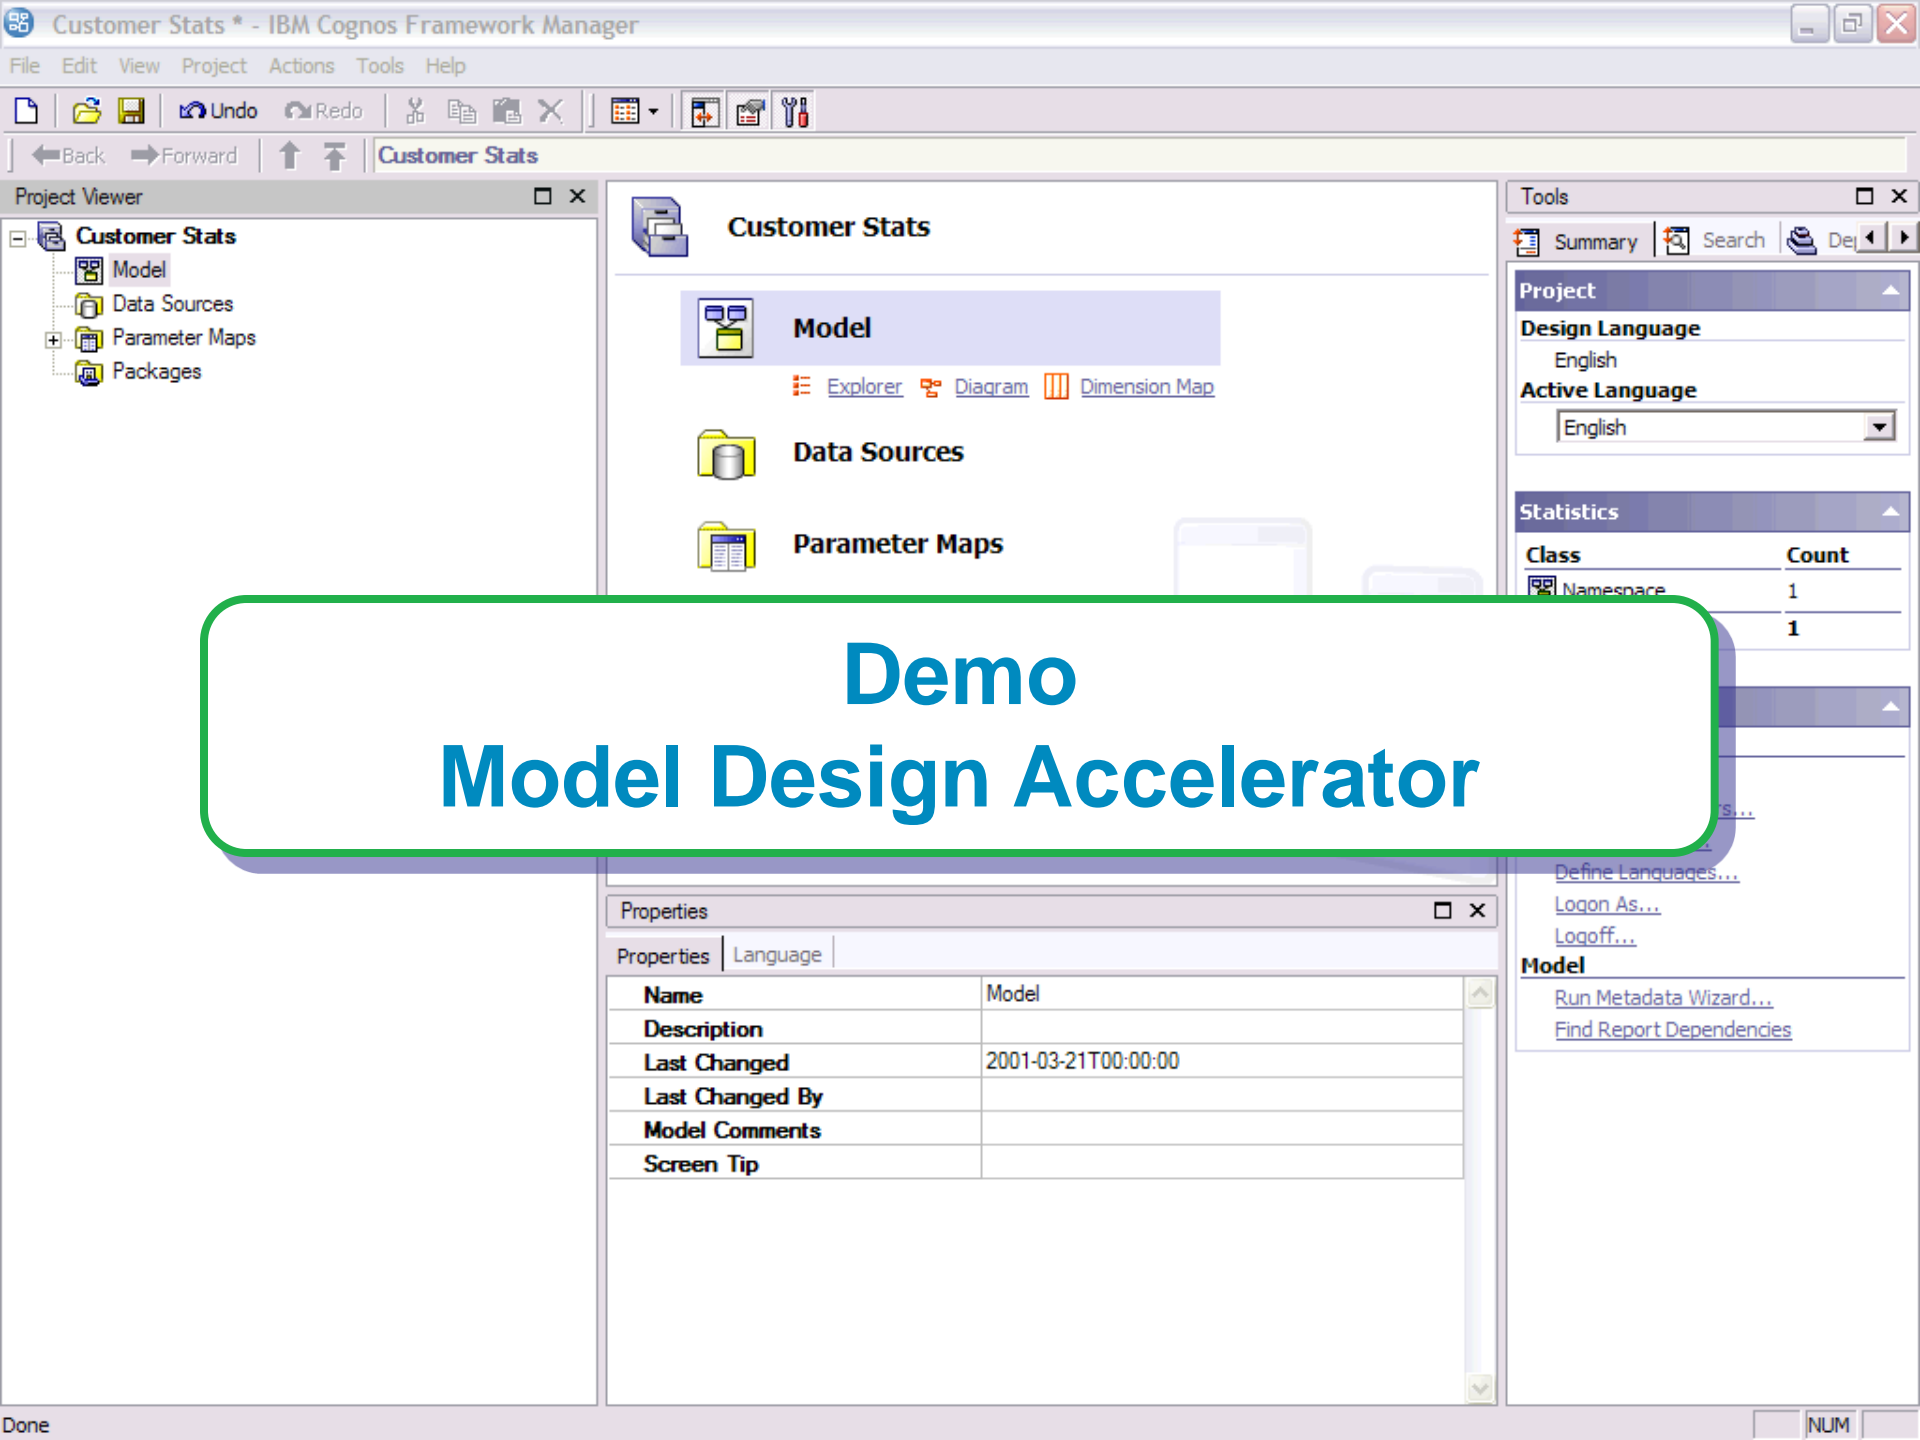 Customer Stats * - IBM Cognos Framework Manager
File Edit View Project Actions Tools Help
Undo Redo
Back Forward Customer Stats
Project Viewer
Customer Stats
Model
Data Sources
Parameter Maps
Packages
Customer Stats
Model
Explorer Diagram Dimension Map
Data Sources
Parameter Maps
Demo
Model Design Accelerator
Properties
Properties Language
Name Model
Description
Last Changed 2001-03-21T00:00:00
Last Changed By
Model Comments
Screen Tip
Tools
Summary Search
Project
Design Language
English
Active Language
English
Statistics
Class Count
Namespace 1
1
Define Languages...
Logon As...
Logoff...
Model
Run Metadata Wizard...
Find Report Dependencies
Done
NUM